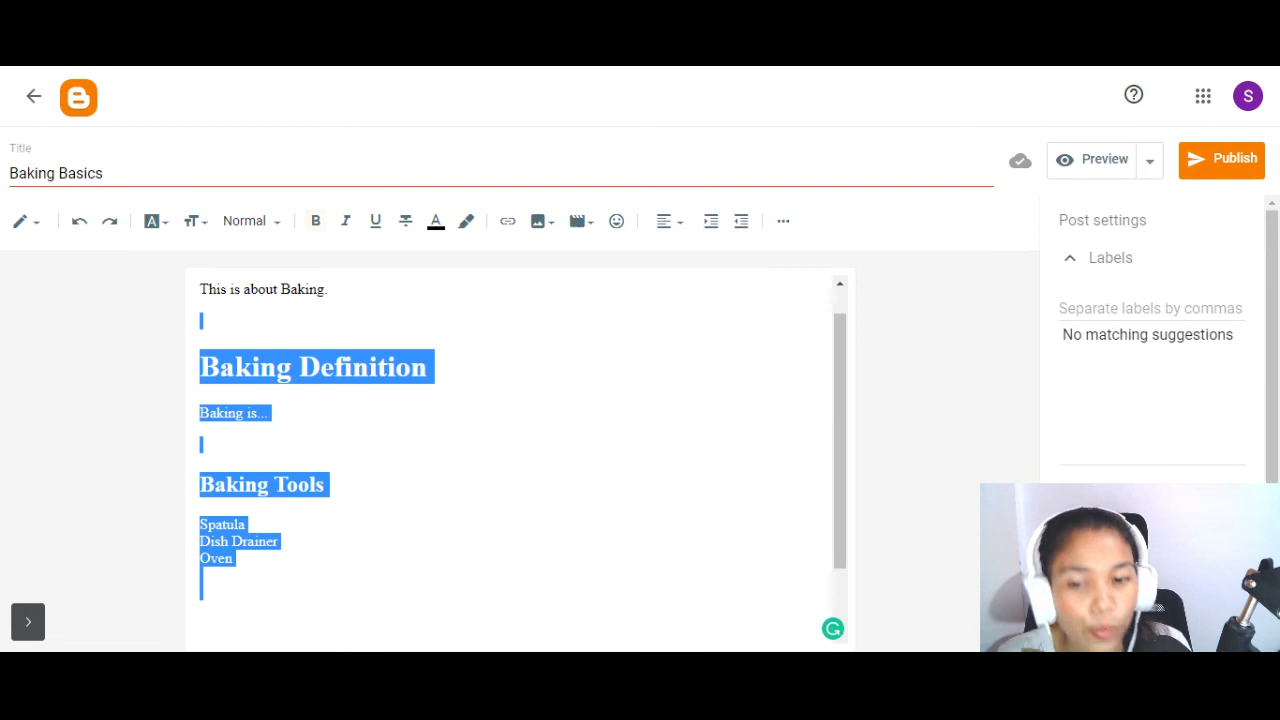 S
Title
Baking Basics
Preview
Publish
Normal
B
I
U
A
Post settings
Labels
Separate labels by commas
No matching suggestions
This is about Baking.
Baking Definition
Baking is...
Baking Tools
Spatula
Dish Drainer
Oven